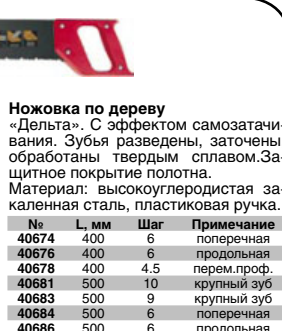 Ножовка по дереву
«Дельта». С эффектом самозатачи-
вания. Зубья разведены, заточены
обработаны твердым сплавом.За-
щитное покрытие полотна.
Материал: высокоуглеродистая за-
каленная сталь, пластиковая ручка.
№ L, мм Шаг Примечание
40674 400 6 поперечная
40676 400 6 продольная
40678 400 4.5 перем.проф.
40681 500 10 крупный зуб
40683 500 9 крупный зуб
40684 500 6 поперечная
40686 500 6 продольная